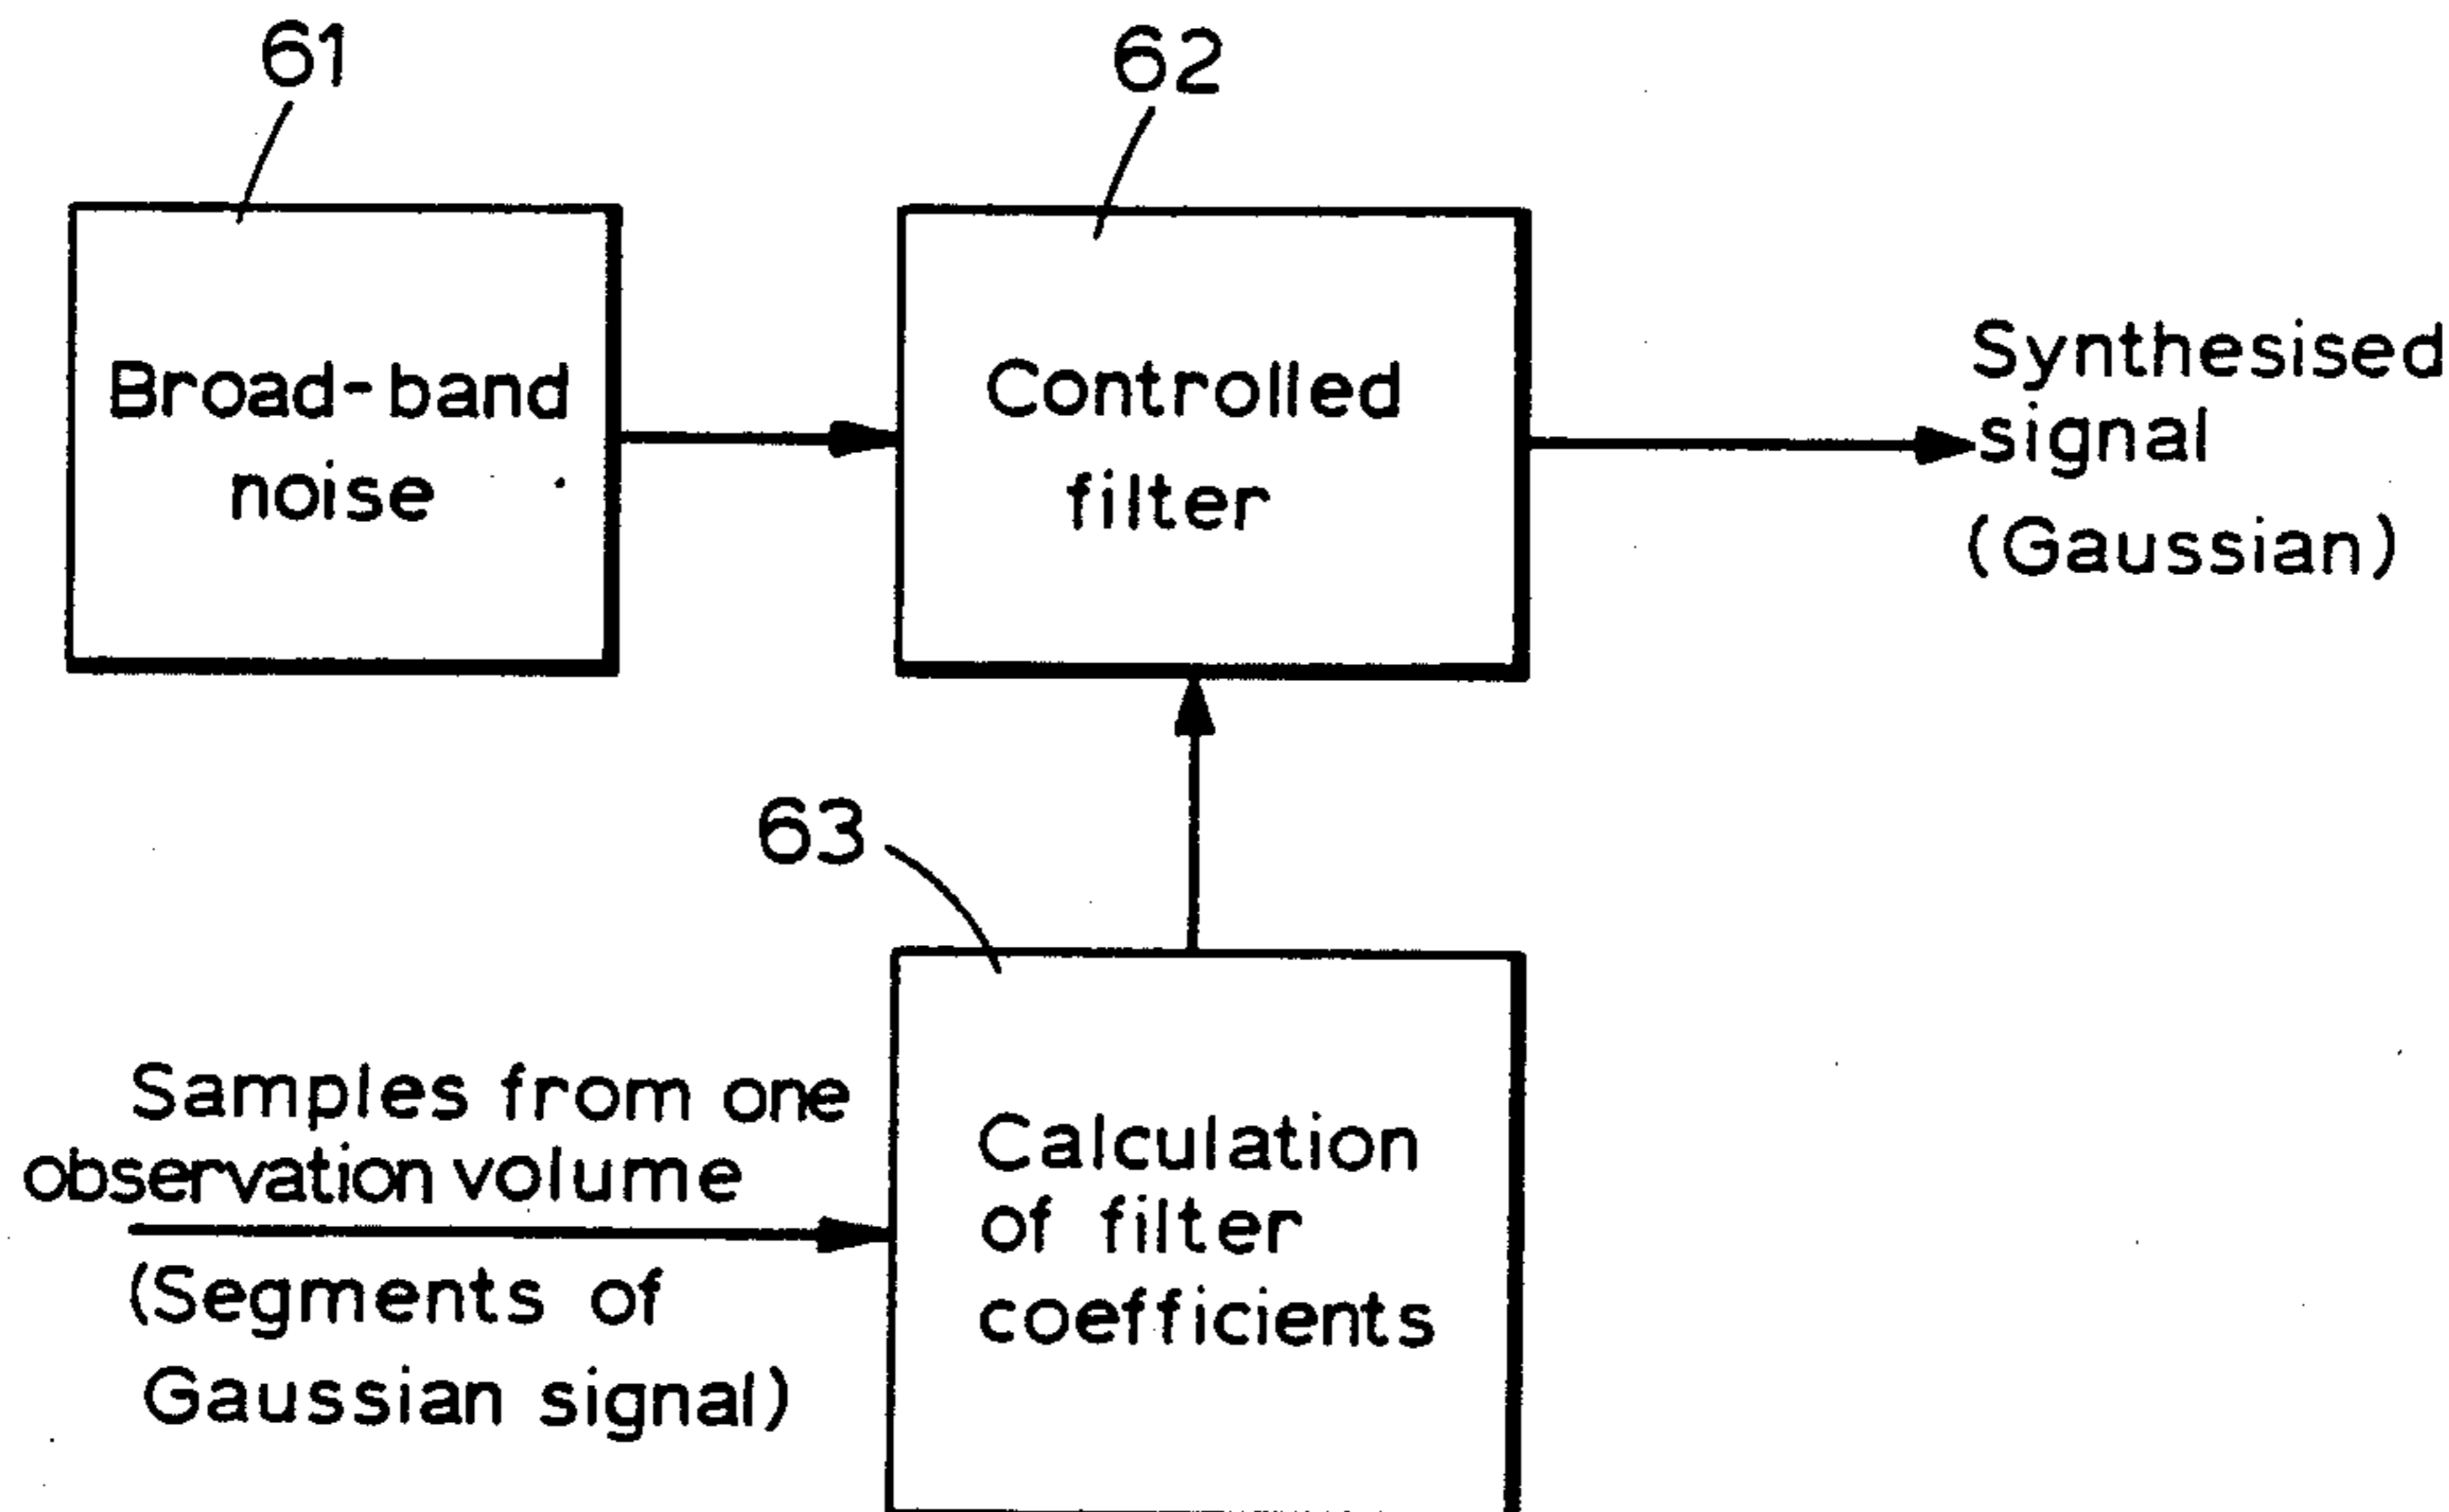 61
62
Broad-band
noise
Controlled
filter
Synthesised
signal
(Gaussian)
63
Samples from one
observation volume
(Segments of
Gaussian signal)
Calculation
of filter
coefficients